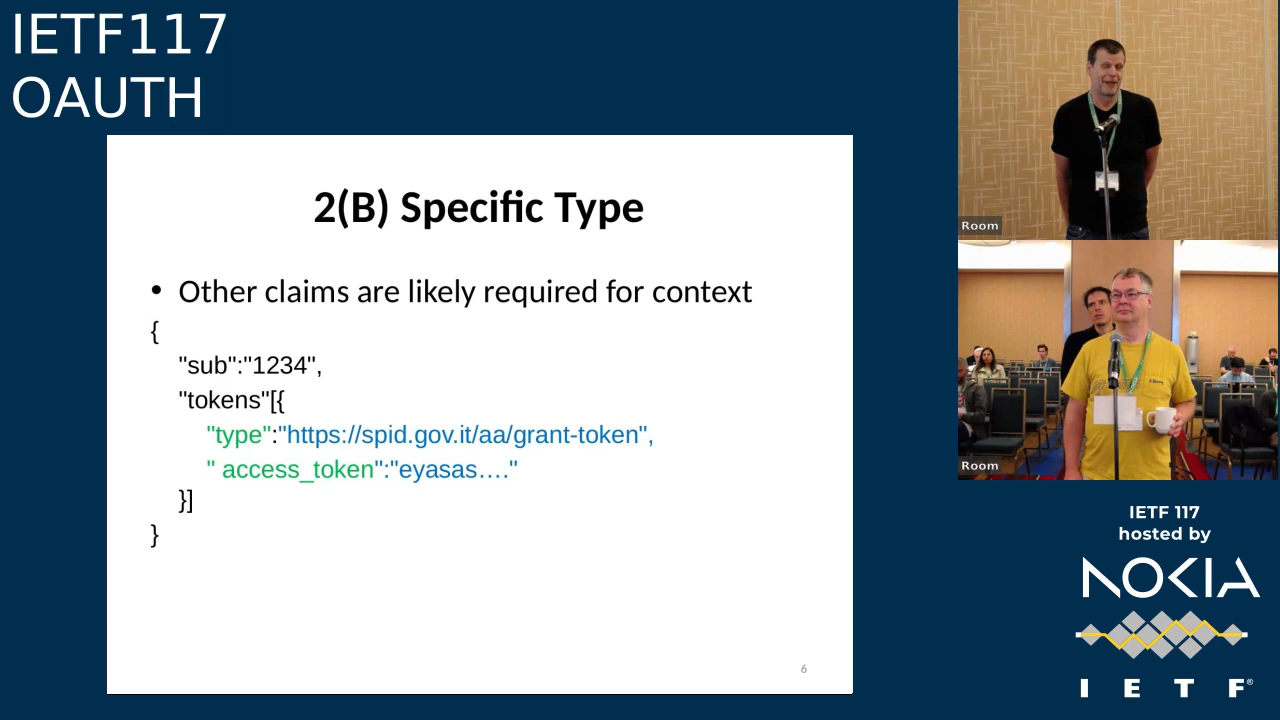 IETF117
OAUTH
2(B) Specific Type
• Other claims are likely required for context
{
"sub":"1234",
"tokens"[{
"type":"https://spid.gov.it/aa/grant-token",
" access_token":"eyasas…."
}]
}
6
Room
Room
IETF 117
hosted by
NOKIA
I E T F®